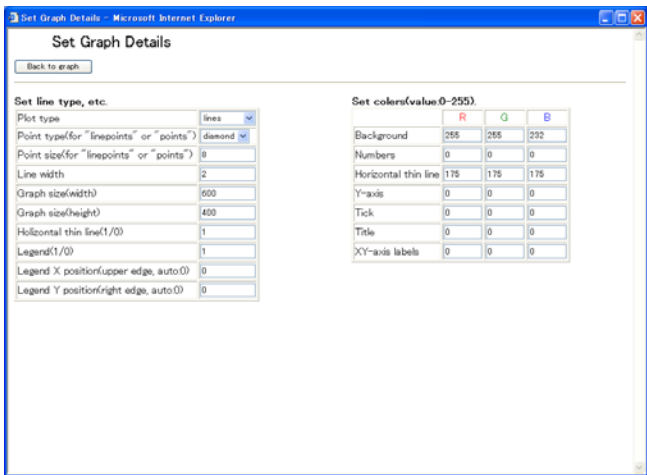 Set Graph Details - Microsoft Internet Explorer
Set Graph Details
Back to graph
Set line type, etc.
Plot type lines
Point type(for "linepoints" or "points") diamond
Point size(for "linepoints" or "points") 8
Line width 2
Graph size(width) 600
Graph size(height) 400
Holizontal thin line(1/0) 1
Legend(1/0) 1
Legend X position(upper edge, auto:0) 0
Legend Y position(right edge, auto:0) 0
Set colers(value:0-255).
R G B
Background 255 255 232
Numbers 0 0 0
Horizontal thin line 175 175 175
Y-axis 0 0 0
Tick 0 0 0
Title 0 0 0
XY-axis labels 0 0 0